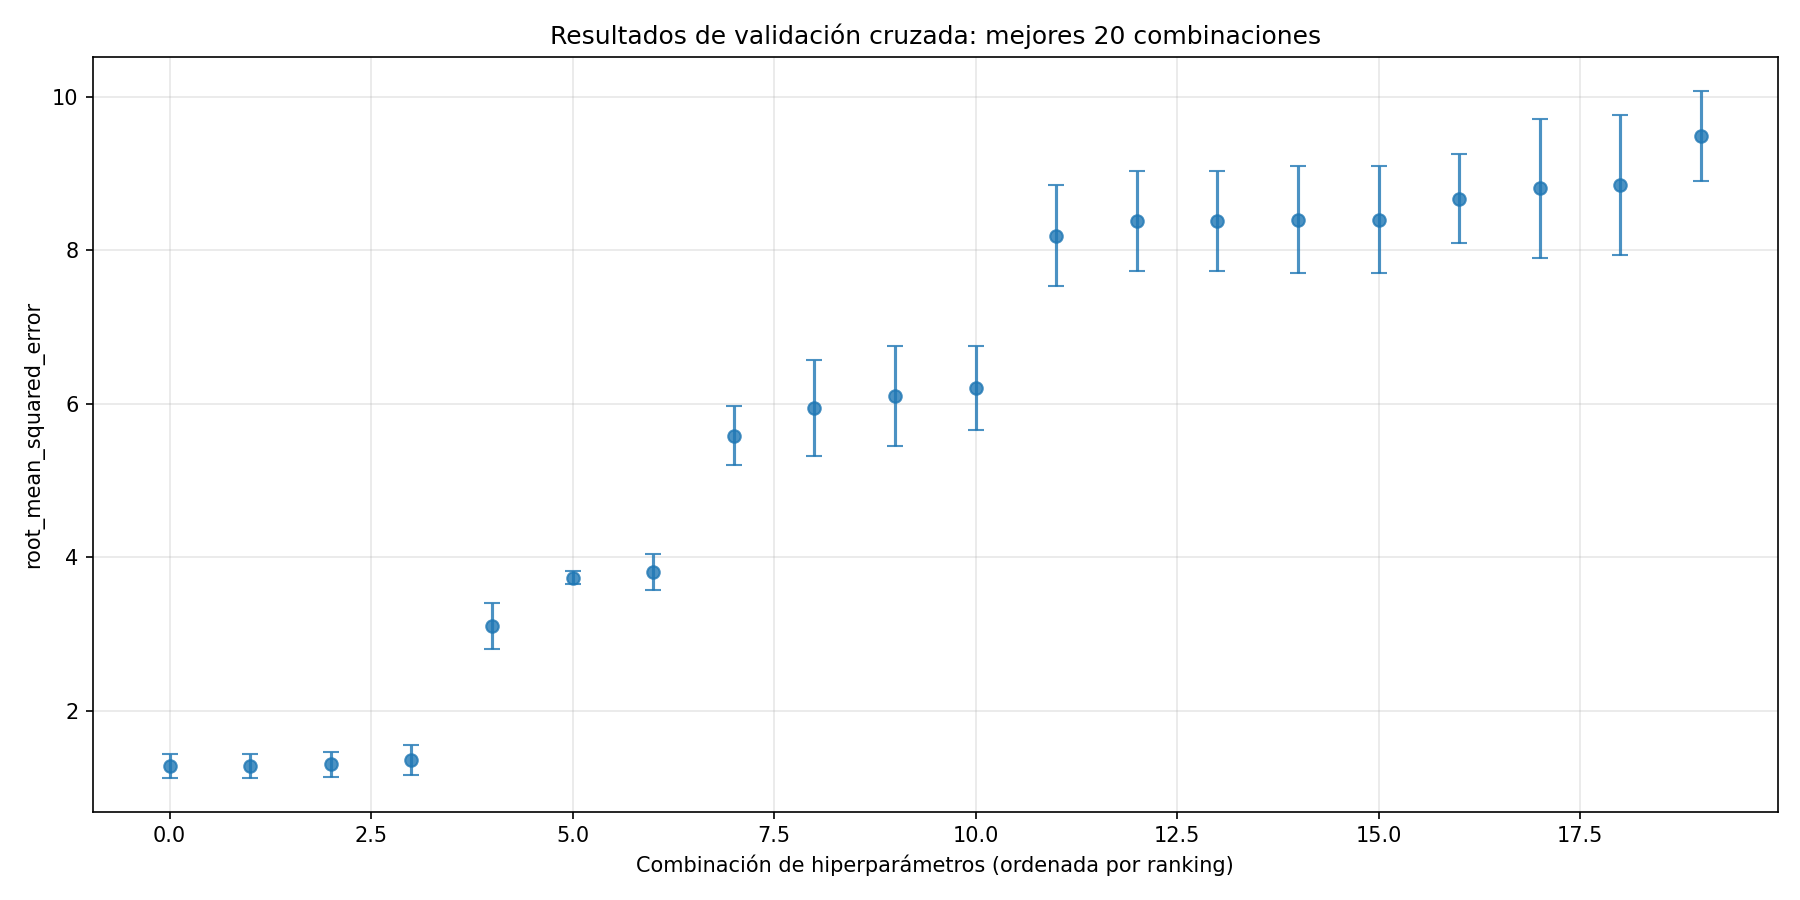 Resultados de validación cruzada: mejores 20 combinaciones
root_mean_squared_error
10
8
6
4
2
0.0 2.5 5.0 7.5 10.0 12.5 15.0 17.5
Combinación de hiperparámetros (ordenada por ranking)